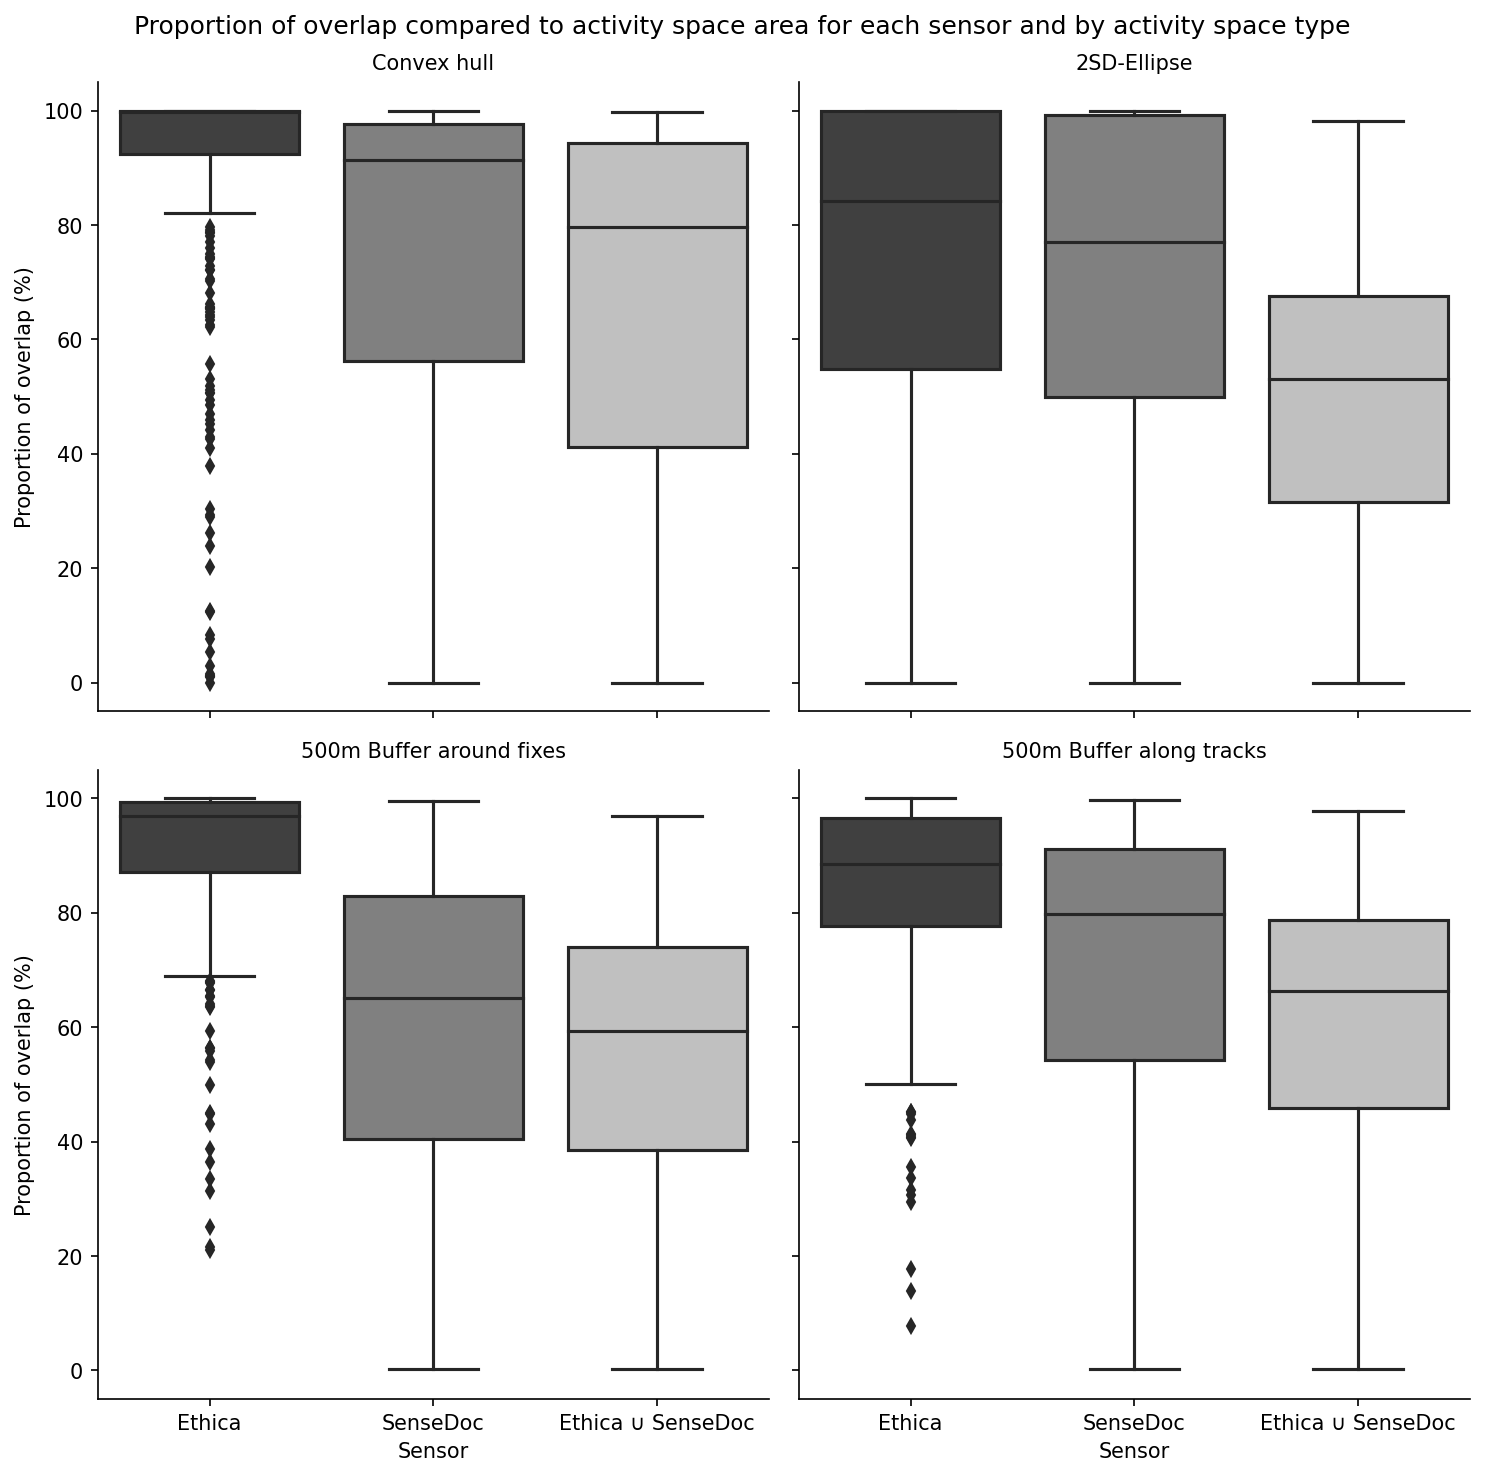 Proportion of overlap compared to activity space area for each sensor and by activity space type
Convex hull
2SD-Ellipse
Proportion of overlap (%)
100
80
60
40
20
0
500m Buffer around fixes
500m Buffer along tracks
Proportion of overlap (%)
100
80
60
40
20
0
Ethica
SenseDoc
Ethica ∪ SenseDoc
Sensor
Ethica
SenseDoc
Ethica ∪ SenseDoc
Sensor